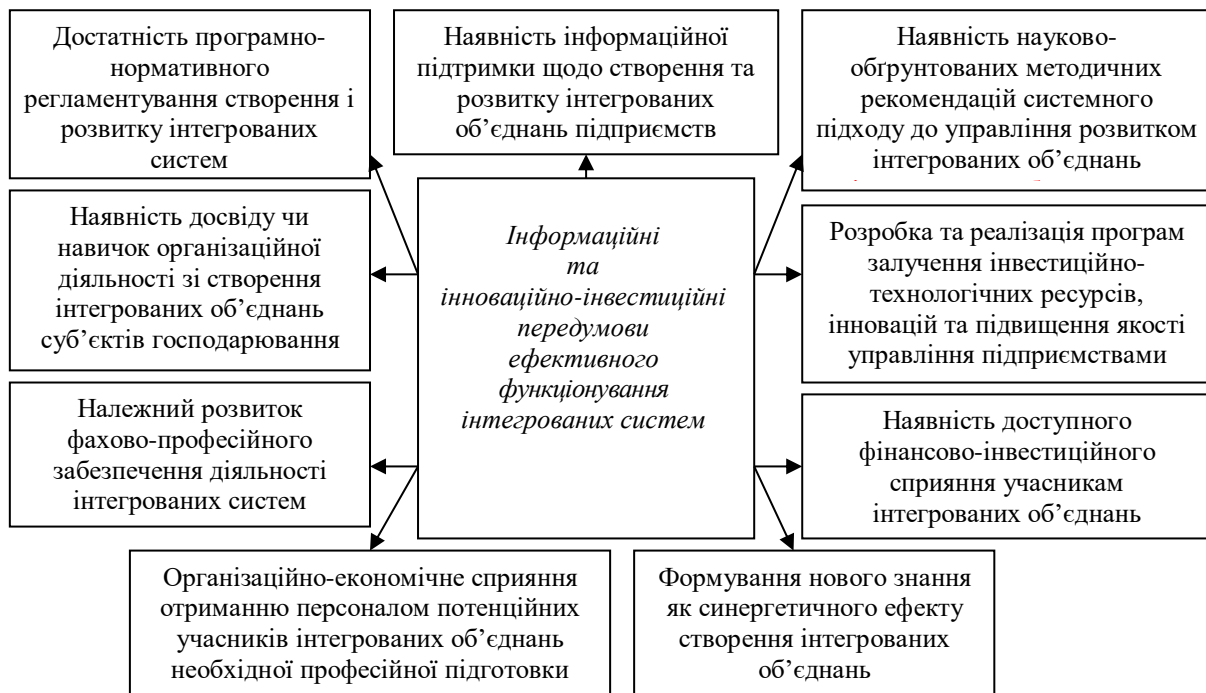 Достатність програмно-
нормативного
регламентування створення і
розвитку інтегрованих
систем
Наявність інформаційної
підтримки щодо створення та
розвитку інтегрованих
об’єднань підприємств
Наявність науково-
обґрунтованих методичних
рекомендацій системного
підходу до управління розвитком
інтегрованих об’єднань
Наявність досвіду чи
навичок організаційної
діяльності зі створення
інтегрованих об’єднань
суб’єктів господарювання
Інформаційні
та
інноваційно-інвестиційні
передумови
ефективного
функціонування
інтегрованих систем
Розробка та реалізація програм
залучення інвестиційно-
технологічних ресурсів,
інновацій та підвищення якості
управління підприємствами
Належний розвиток
фахово-професійного
забезпечення діяльності
інтегрованих систем
Наявність доступного
фінансово-інвестиційного
сприяння учасникам
інтегрованих об’єднань
Організаційно-економічне сприяння
отриманню персоналом потенційних
учасників інтегрованих об’єднань
необхідної професійної підготовки
Формування нового знання
як синергетичного ефекту
створення інтегрованих
об’єднань